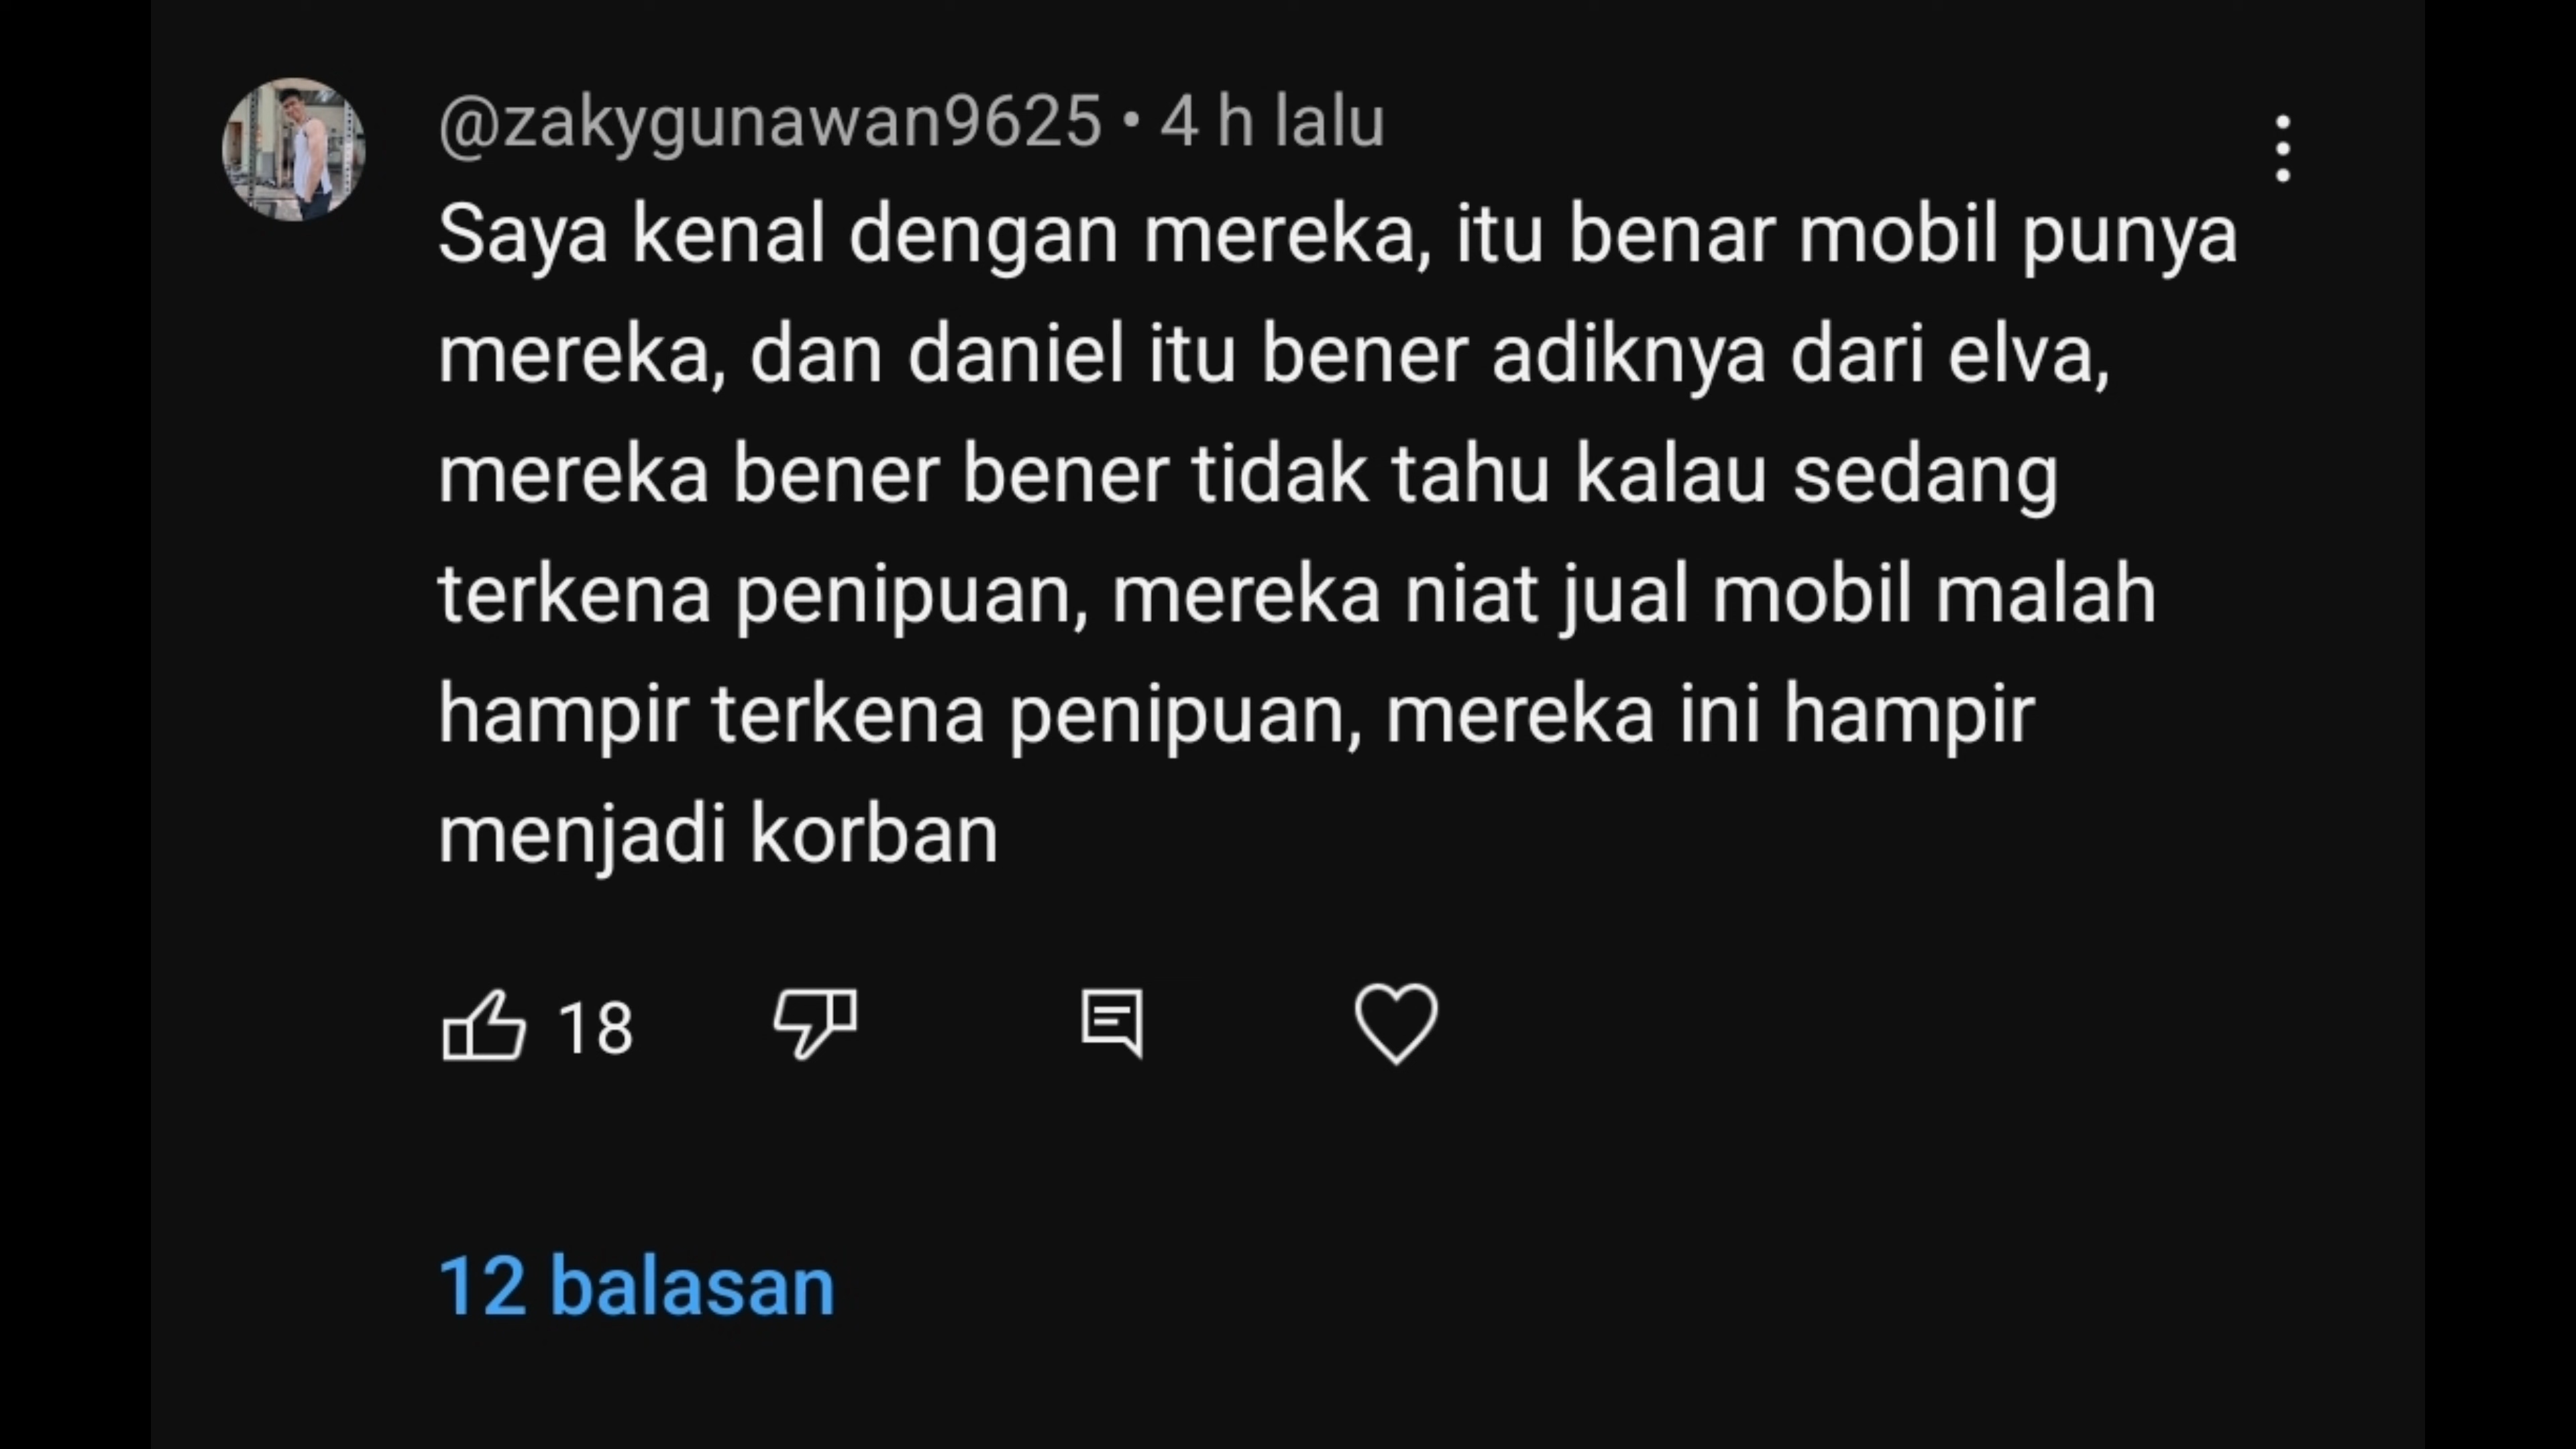 @zakygunawan9625 • 4 h lalu
Saya kenal dengan mereka, itu benar mobil punya
mereka, dan daniel itu bener adiknya dari elva,
mereka bener bener tidak tahu kalau sedang
terkena penipuan, mereka niat jual mobil malah
hampir terkena penipuan, mereka ini hampir
menjadi korban
18
12 balasan